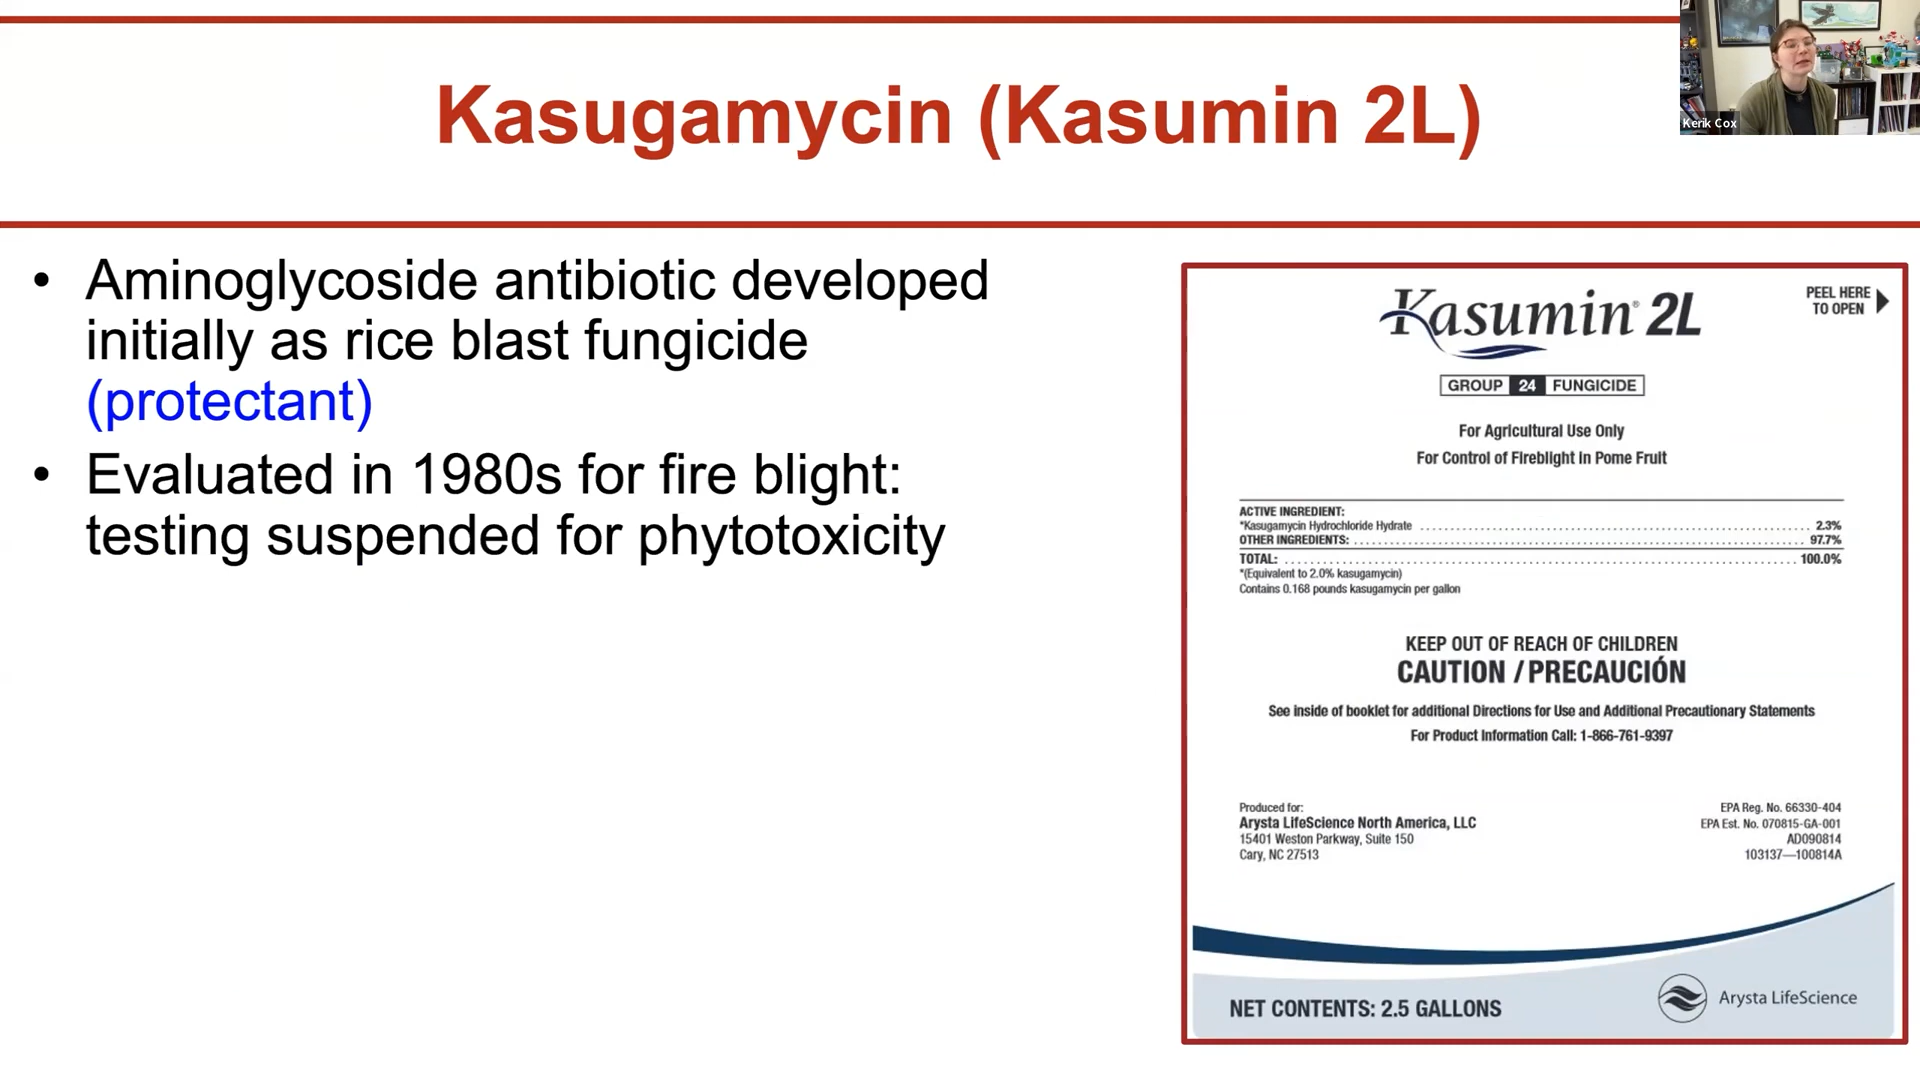 Kasugamycin (Kasumin 2L)
Kerik Cox
• Aminoglycoside antibiotic developed
initially as rice blast fungicide
(protectant)
• Evaluated in 1980s for fire blight:
testing suspended for phytotoxicity
Kasumin® 2L
PEEL HERE
TO OPEN
GROUP 24 FUNGICIDE
For Agricultural Use Only
For Control of Fireblight in Pome Fruit
ACTIVE INGREDIENT:
*Kasugamycin Hydrochloride Hydrate ........ 2.3%
OTHER INGREDIENTS: ........ 97.7%
TOTAL: ........ 100.0%
*(Equivalent to 2.0% kasugamycin)
Contains 0.168 pounds kasugamycin per gallon
KEEP OUT OF REACH OF CHILDREN
CAUTION / PRECAUCIÓN
See inside of booklet for additional Directions for Use and Additional Precautionary Statements
For Product Information Call: 1-866-761-9397
Produced for:
Arysta LifeScience North America, LLC
15401 Weston Parkway, Suite 150
Cary, NC 27513
EPA Reg. No. 66330-404
EPA Est. No. 070815-GA-001
AD090814
103137—100814A
NET CONTENTS: 2.5 GALLONS
Arysta LifeScience